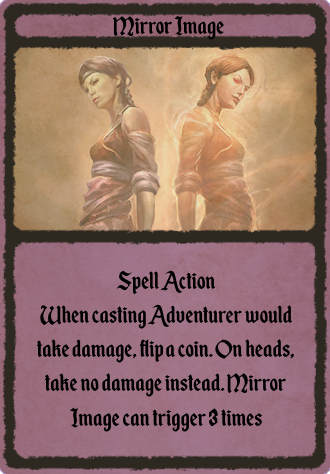 Mirror Image
Spell Action
When casting Adventurer would
take damage, flip a coin. On heads,
take no damage instead. Mirror
Image can trigger 3 times